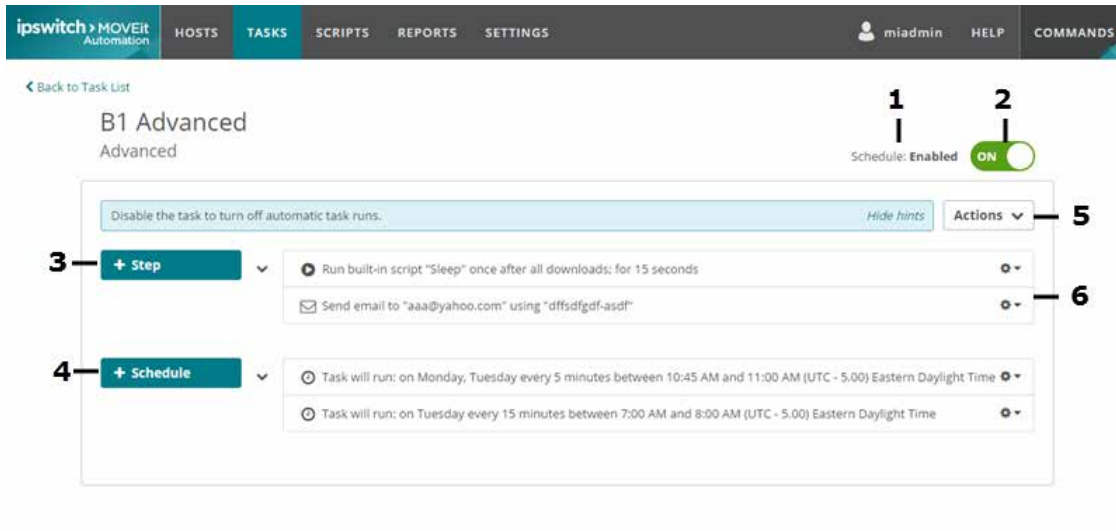 ipswitch > MOVEit Automation HOSTS TASKS SCRIPTS REPORTS SETTINGS miadmin HELP COMMANDS
Back to Task List
1 2
B1 Advanced
Advanced
Schedule: Enabled ON
Disable the task to turn off automatic task runs. Hide hints Actions 5
3 + Step Run built-in script "Sleep" once after all downloads; for 15 seconds
Send email to "aaa@yahoo.com" using "dffsdfgdf-asdf" 6
4 + Schedule Task will run: on Monday, Tuesday every 5 minutes between 10:45 AM and 11:00 AM (UTC - 5.00) Eastern Daylight Time
Task will run: on Tuesday every 15 minutes between 7:00 AM and 8:00 AM (UTC - 5.00) Eastern Daylight Time